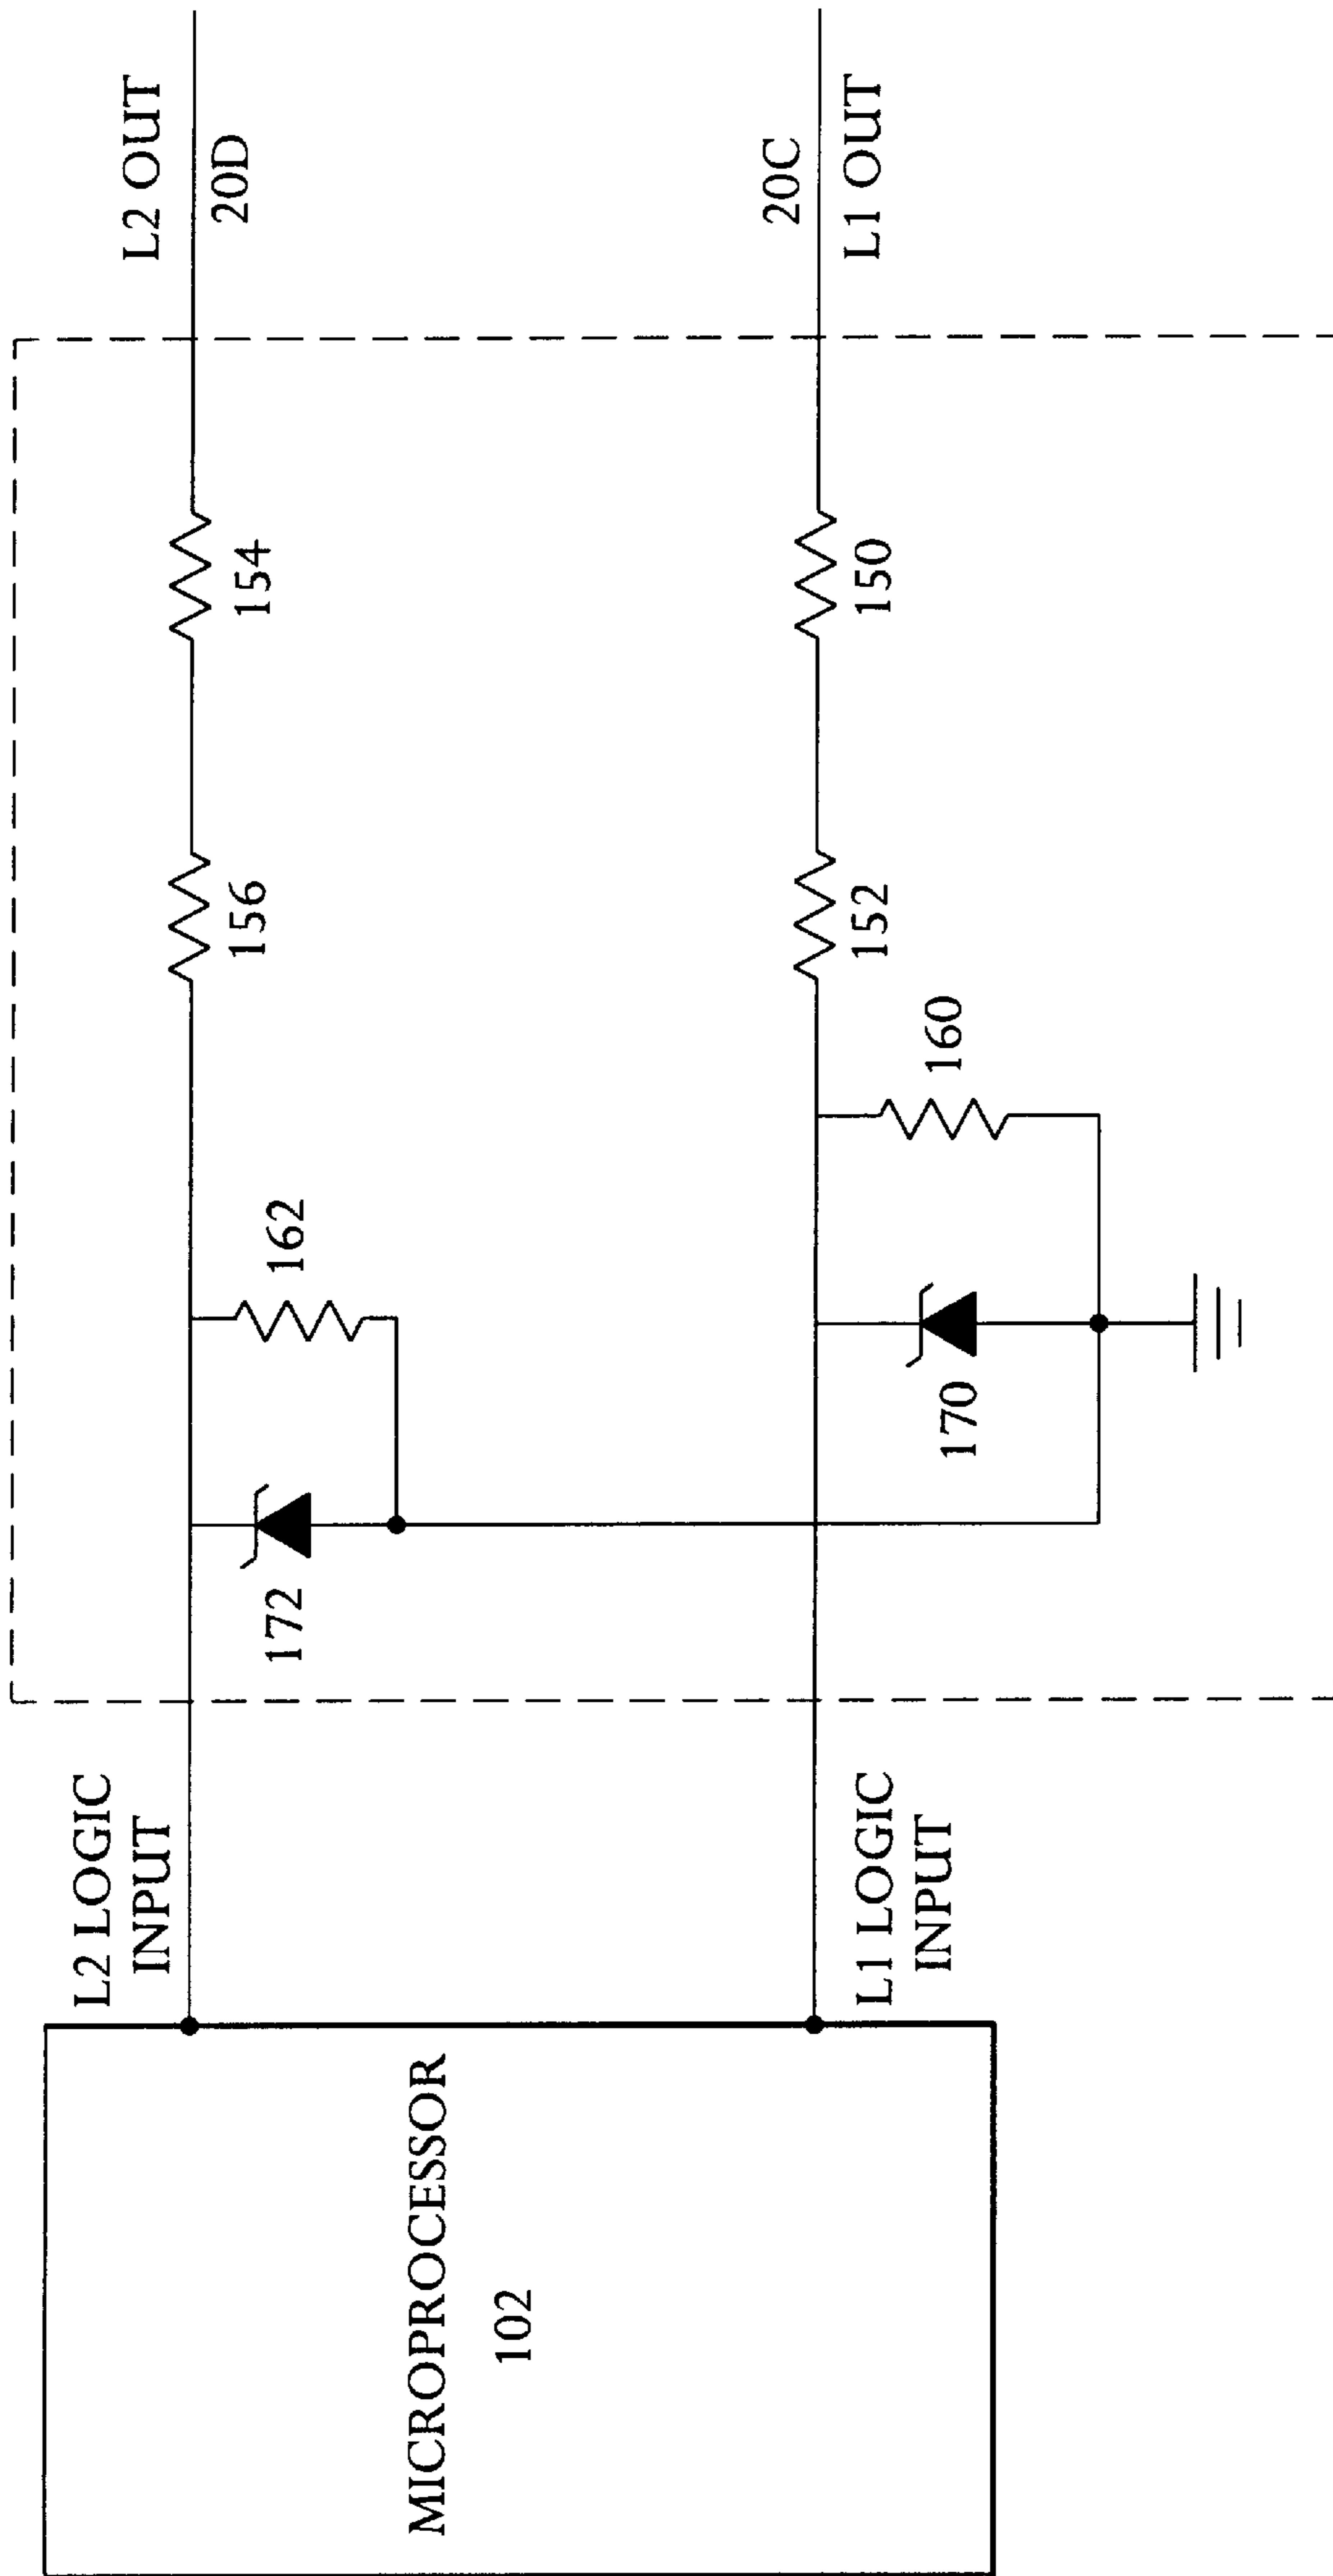 L2 OUT
20D
20C
L1 OUT
154
150
156
152
160
162
170
172
L2 LOGIC
INPUT
L1 LOGIC
INPUT
MICROPROCESSOR
102